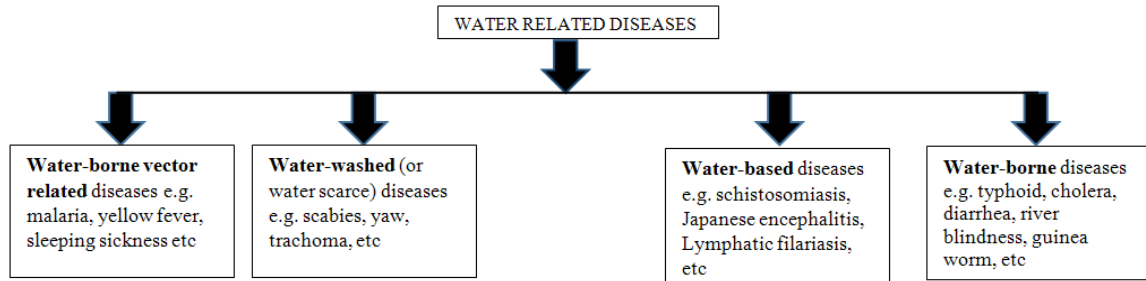 WATER RELATED DISEASES
Water-borne vector
related diseases e.g.
malaria, yellow fever,
sleeping sickness etc
Water-washed (or
water scarce) diseases
e.g. scabies, yaw,
trachoma, etc
Water-based diseases
e.g. schistosomiasis,
Japanese encephalitis,
Lymphatic filariasis,
etc
Water-borne diseases
e.g. typhoid, cholera,
diarrhea, river
blindness, guinea
worm, etc